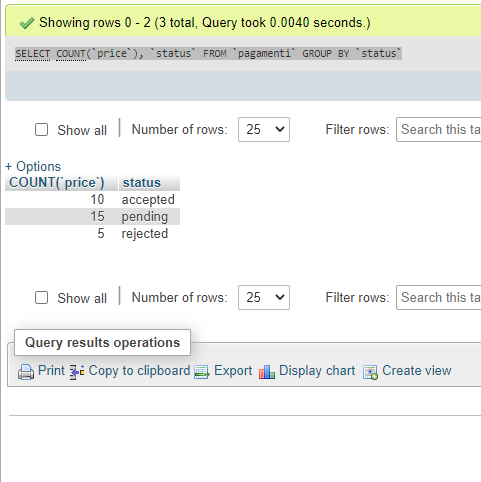 Showing rows 0 - 2 (3 total, Query took 0.0040 seconds.)
SELECT COUNT(`price`), `status` FROM `pagamenti` GROUP BY `status`
Show all Number of rows: 25 Filter rows: Search this ta
+ Options
COUNT(`price`) status
10 accepted
15 pending
5 rejected
Show all Number of rows: 25 Filter rows: Search this ta
Query results operations
Print Copy to clipboard Export Display chart Create view